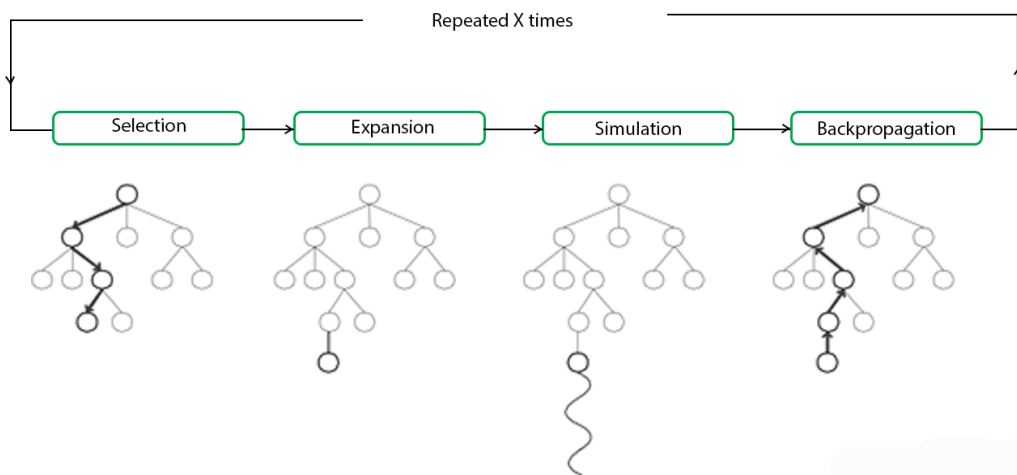 Repeated X times
Selection
Expansion
Simulation
Backpropagation